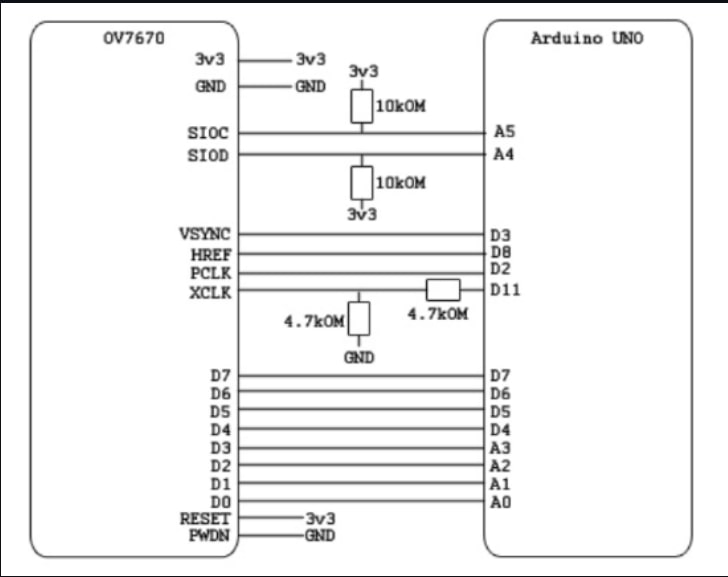 OV7670
Arduino UNO
3v3 3v3
GND GND
3v3
10kOM
SIOC A5
SIOD A4
10kOM
3v3
VSYNC D3
HREF D8
PCLK D2
XCLK D11
4.7kOM 4.7kOM
GND
D7 D7
D6 D6
D5 D5
D4 D4
D3 A3
D2 A2
D1 A1
D0 A0
RESET 3v3
PWDN GND